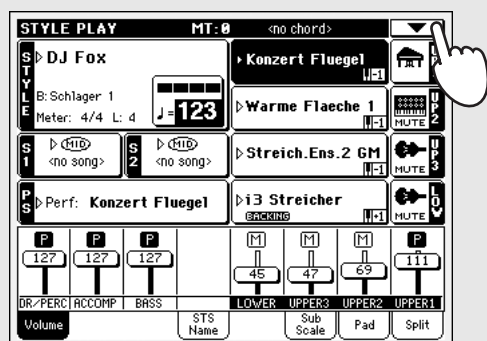 STYLE PLAY MT:0 <no chord>
STYLE
DJ Fox
B:Schlager 1
Meter: 4/4 L: 4
♩=123
S1
MID
<no song>
S2
MID
<no song>
PS
Perf: Konzert Fluegel
Konzert Fluegel
-1
Warme Flaeche 1
-1
MUTE
UP2
Streich.Ens.2 GM
-1
MUTE
UP3
i3 Streicher
BACKING
+1
MUTE
LOW
P P P M M M P
127 127 127 45 47 69 111
DR/PERC ACCOMP BASS LOWER UPPER3 UPPER2 UPPER1
Volume STS Name Sub Scale Pad Split